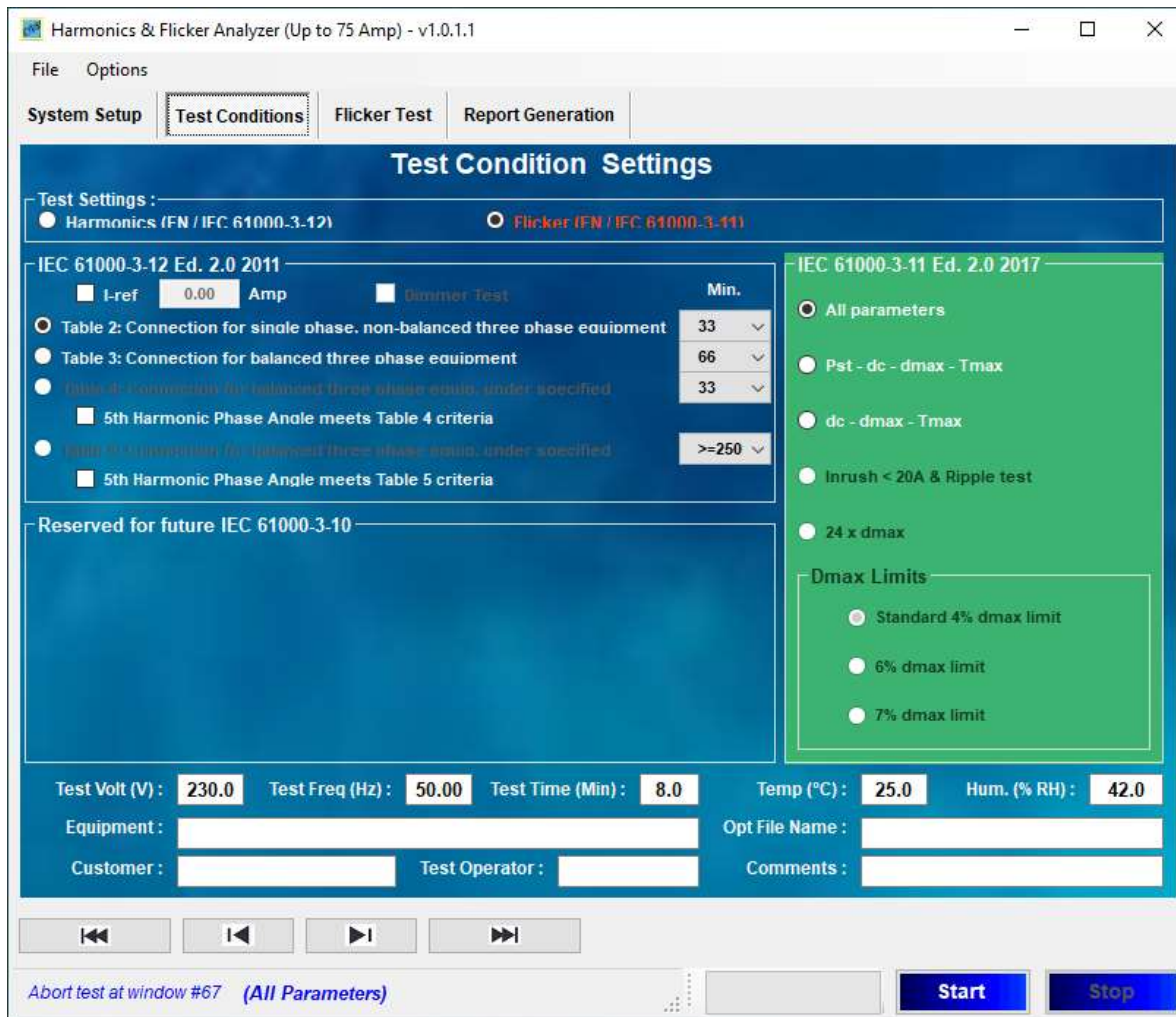 Harmonics & Flicker Analyzer (Up to 75 Amp) - v1.0.1.1
File Options
System Setup Test Conditions Flicker Test Report Generation
Test Condition Settings
Test Settings :
Harmonics (EN / IEC 61000-3-12) Flicker (EN / IEC 61000-3-11)
IEC 61000-3-12 Ed. 2.0 2011
I-ref 0.00 Amp Dimmer Test Min.
Table 2: Connection for single phase, non-balanced three phase equipment 33
Table 3: Connection for balanced three phase equipment 66
Table 4: Connection for balanced three phase equip. under specified 33
5th Harmonic Phase Angle meets Table 4 criteria
Table 5: Connection for balanced three phase equip. under specified >=250
5th Harmonic Phase Angle meets Table 5 criteria
Reserved for future IEC 61000-3-10
IEC 61000-3-11 Ed. 2.0 2017
All parameters
Pst - dc - dmax - Tmax
dc - dmax - Tmax
Inrush < 20A & Ripple test
24 x dmax
Dmax Limits
Standard 4% dmax limit
6% dmax limit
7% dmax limit
Test Volt (V) : 230.0 Test Freq (Hz) : 50.00 Test Time (Min) : 8.0 Temp (°C) : 25.0 Hum. (% RH) : 42.0
Equipment : Opt File Name :
Customer : Test Operator : Comments :
Abort test at window #67 (All Parameters) Start Stop